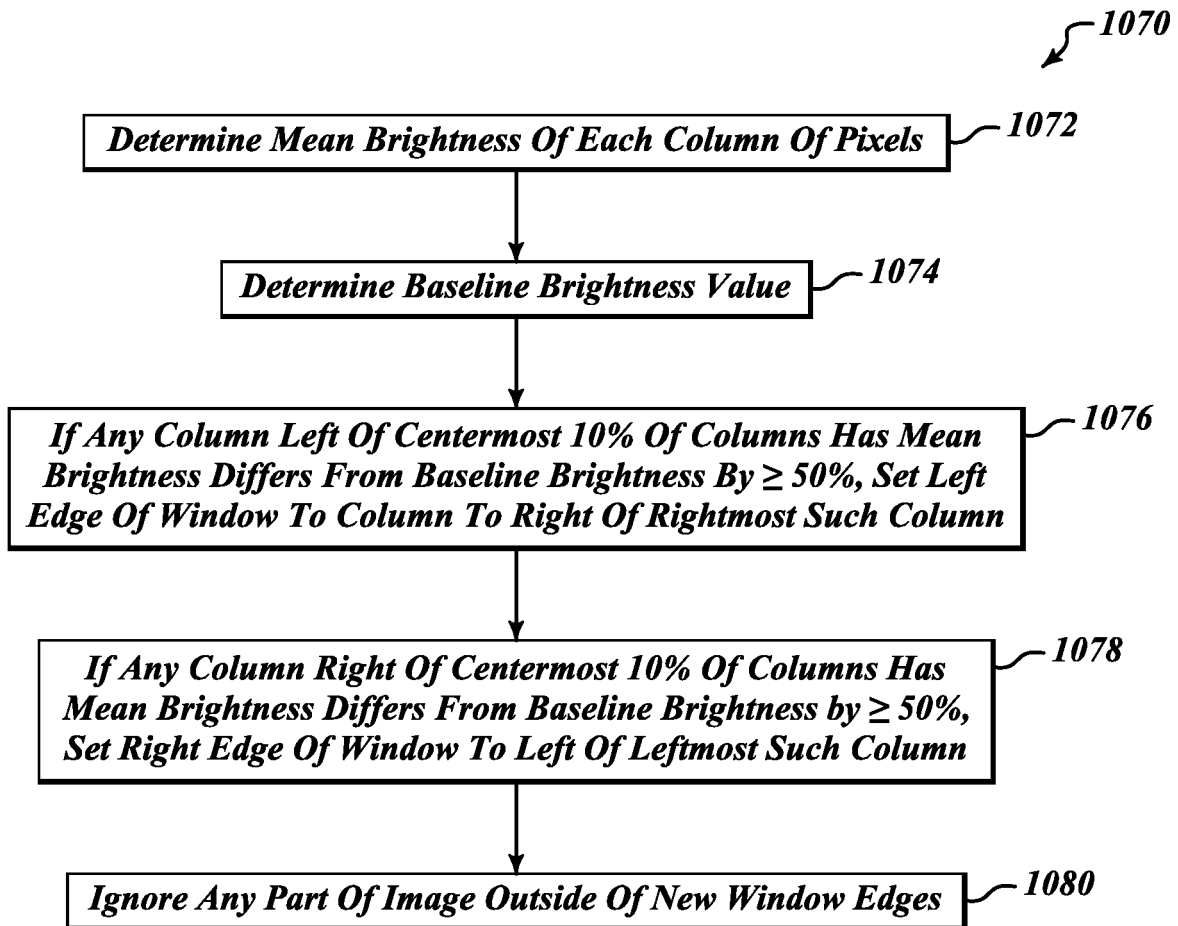 1070
Determine Mean Brightness Of Each Column Of Pixels
1072
Determine Baseline Brightness Value
1074
If Any Column Left Of Centermost 10% Of Columns Has Mean
Brightness Differs From Baseline Brightness By ≥ 50%, Set Left
Edge Of Window To Column To Right Of Rightmost Such Column
1076
If Any Column Right Of Centermost 10% Of Columns Has
Mean Brightness Differs From Baseline Brightness by ≥ 50%,
Set Right Edge Of Window To Left Of Leftmost Such Column
1078
Ignore Any Part Of Image Outside Of New Window Edges
1080